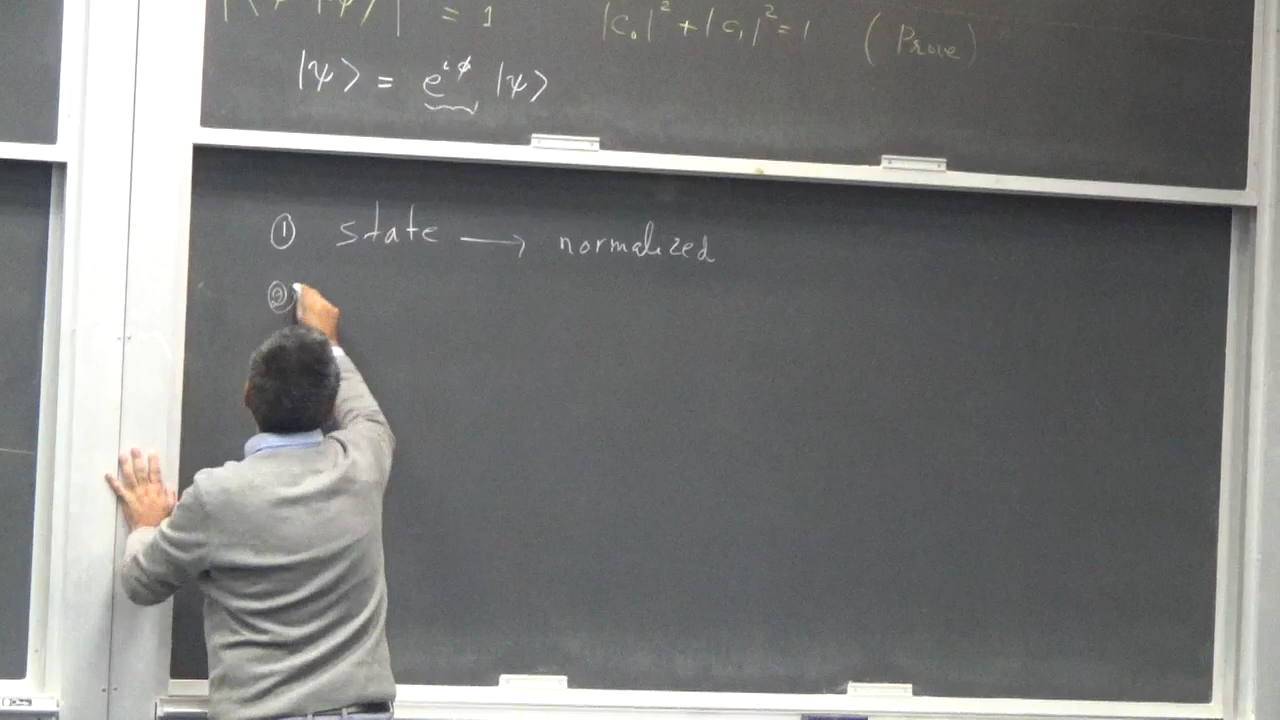 = 1 |c₀|² + |c₁|² = 1 (Prove)
|ψ> = e^{iφ} |ψ>
① state → normalized
②